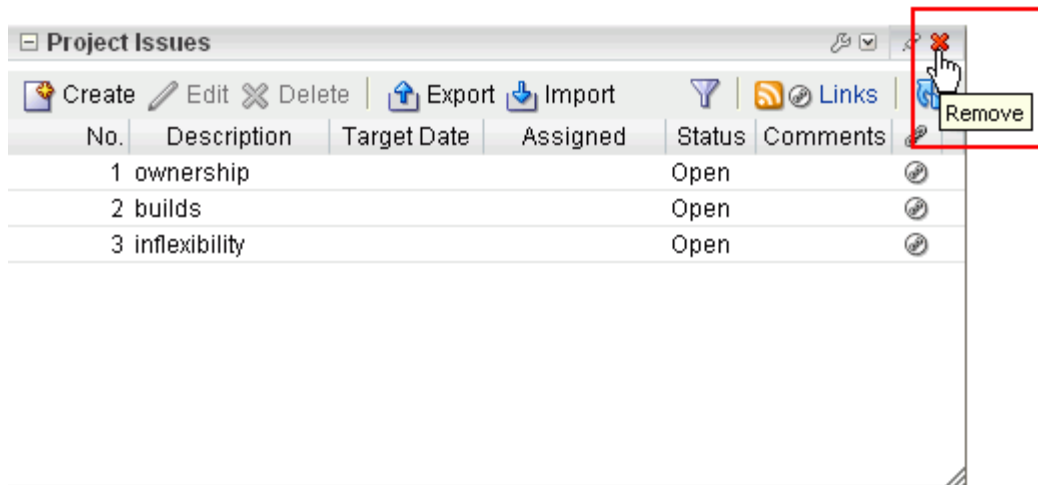 Project Issues
Create Edit Delete Export Import Links
Remove
No. Description Target Date Assigned Status Comments
1 ownership Open
2 builds Open
3 inflexibility Open